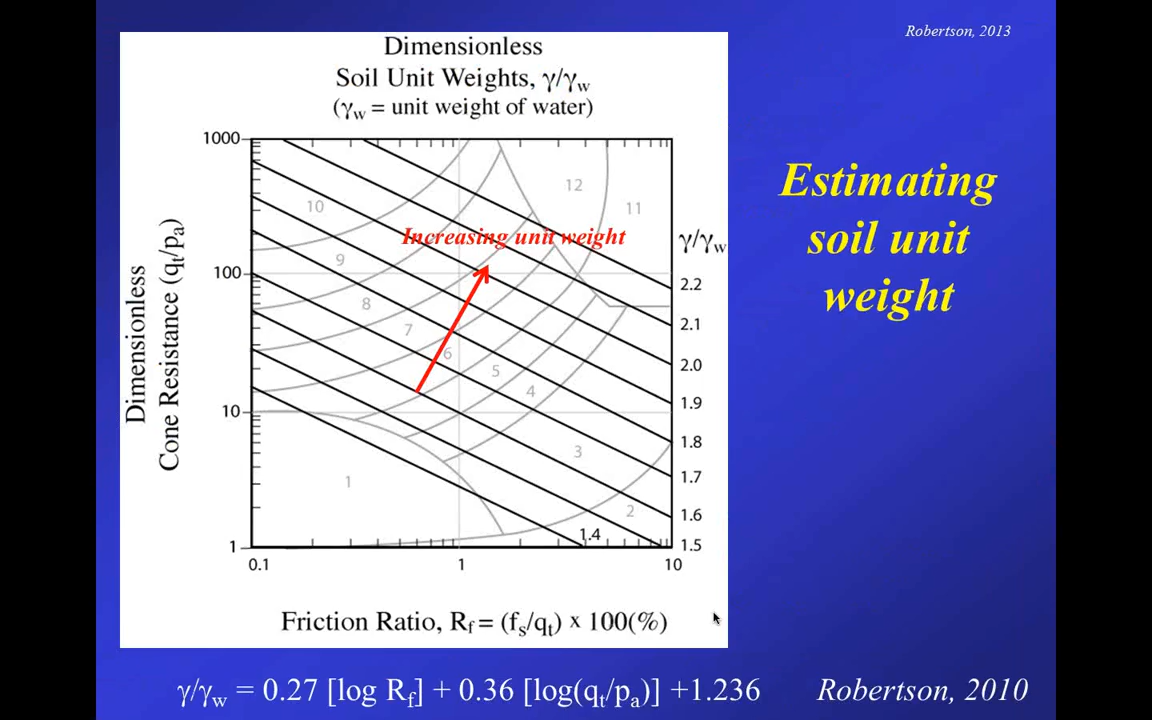 Robertson, 2013
Dimensionless
Soil Unit Weights, γ/γw
(γw = unit weight of water)
Estimating
soil unit
weight
Dimensionless
Cone Resistance (qt/pa)
1000
100
10
1
12
11
10
9
8
7
6
5
4
3
2
1
Increasing unit weight
γ/γw
2.2
2.1
2.0
1.9
1.8
1.7
1.6
1.5
1.4
0.1
1
10
Friction Ratio, Rf = (fs/qt) x 100(%)
γ/γw = 0.27 [log Rf] + 0.36 [log(qt/pa)] +1.236
Robertson, 2010